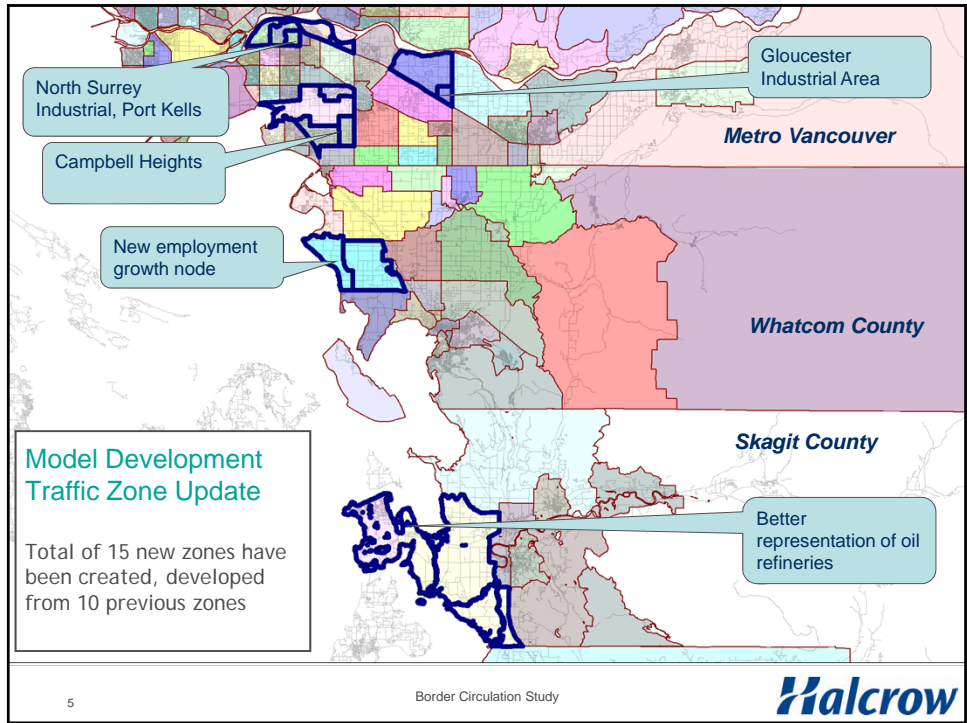 North Surrey
Industrial, Port Kells
Gloucester
Industrial Area
Metro Vancouver
Campbell Heights
New employment
growth node
Whatcom County
Skagit County
Model Development
Traffic Zone Update
Total of 15 new zones have
been created, developed
from 10 previous zones
Better
representation of oil
refineries
5
Border Circulation Study
Halcrow